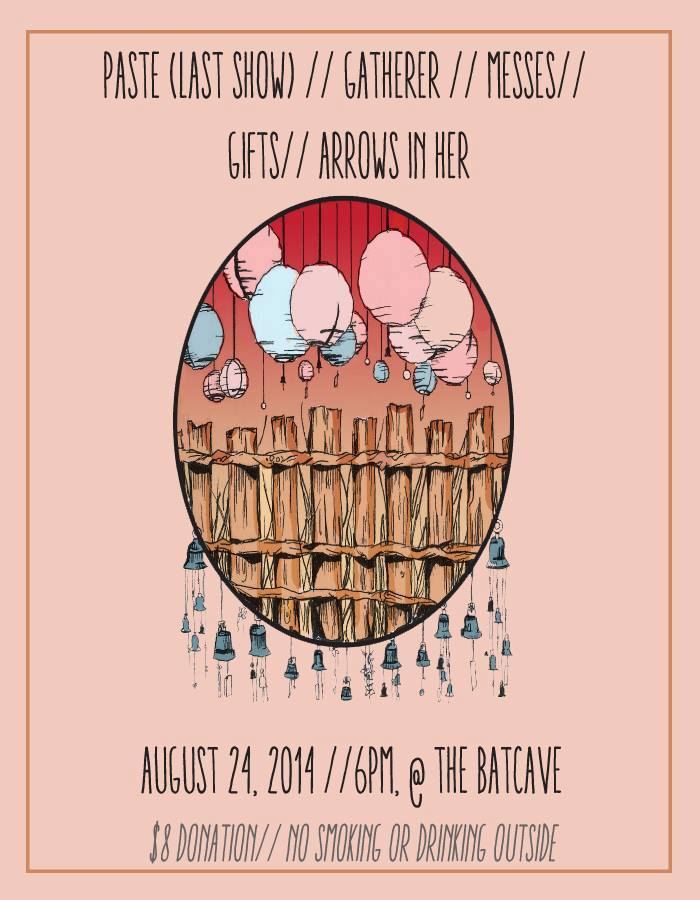 PASTE (LAST SHOW) // GATHERER // MESSES//
GIFTS// ARROWS IN HER
AUGUST 24, 2014 //6PM, @ THE BATCAVE
$8 DONATION// NO SMOKING OR DRINKING OUTSIDE